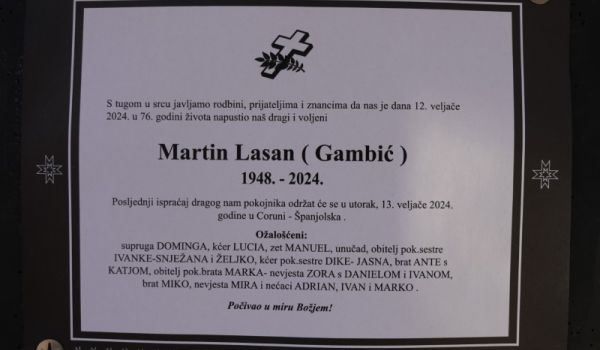 S tugom u srcu javljamo rodbini, prijateljima i znancima da nas je dana 12. veljače
2024. u 76. godini života napustio naš dragi i voljeni
Martin Lasan ( Gambić )
1948. - 2024.
Posljednji ispraćaj dragog nam pokojnika održat će se u utorak, 13. veljače 2024.
godine u Coruni - Španjolska .
Ožalošćeni:
supruga DOMINGA, kćer LUCIA, zet MANUEL, unučad, obitelj pok.sestre
IVANKE-SNJEŽANA i ŽELJKO, kćer pok.sestre DIKE- JASNA, brat ANTE s
KATJOM, obitelj pok.brata MARKA- nevjesta ZORA s DANIELOM i IVANOM,
brat MIKO, nevjesta MIRA i nećaci ADRIAN, IVAN i MARKO .
Počivao u miru Božjem!